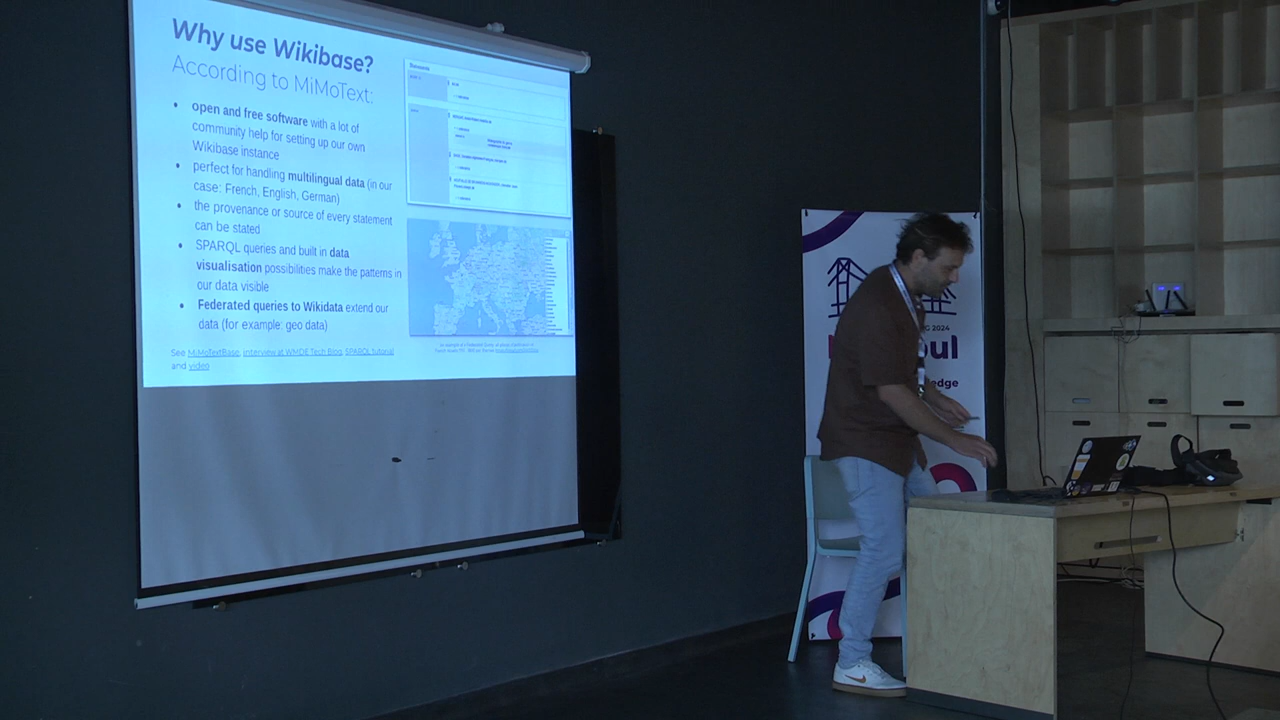 Why use Wikibase?
According to MiMoText:
• open and free software with a lot of
community help for setting up our own
Wikibase instance
• perfect for handling multilingual data (in our
case: French, English, German)
• the provenance or source of every statement
can be stated
• SPARQL queries and built in data
visualisation possibilities make the patterns in
our data visible
• Federated queries to Wikidata extend our
data (for example: geo data)
See MiMoTextBase, interview at WMDE Tech Blog, SPARQL tutorial
and video
2024